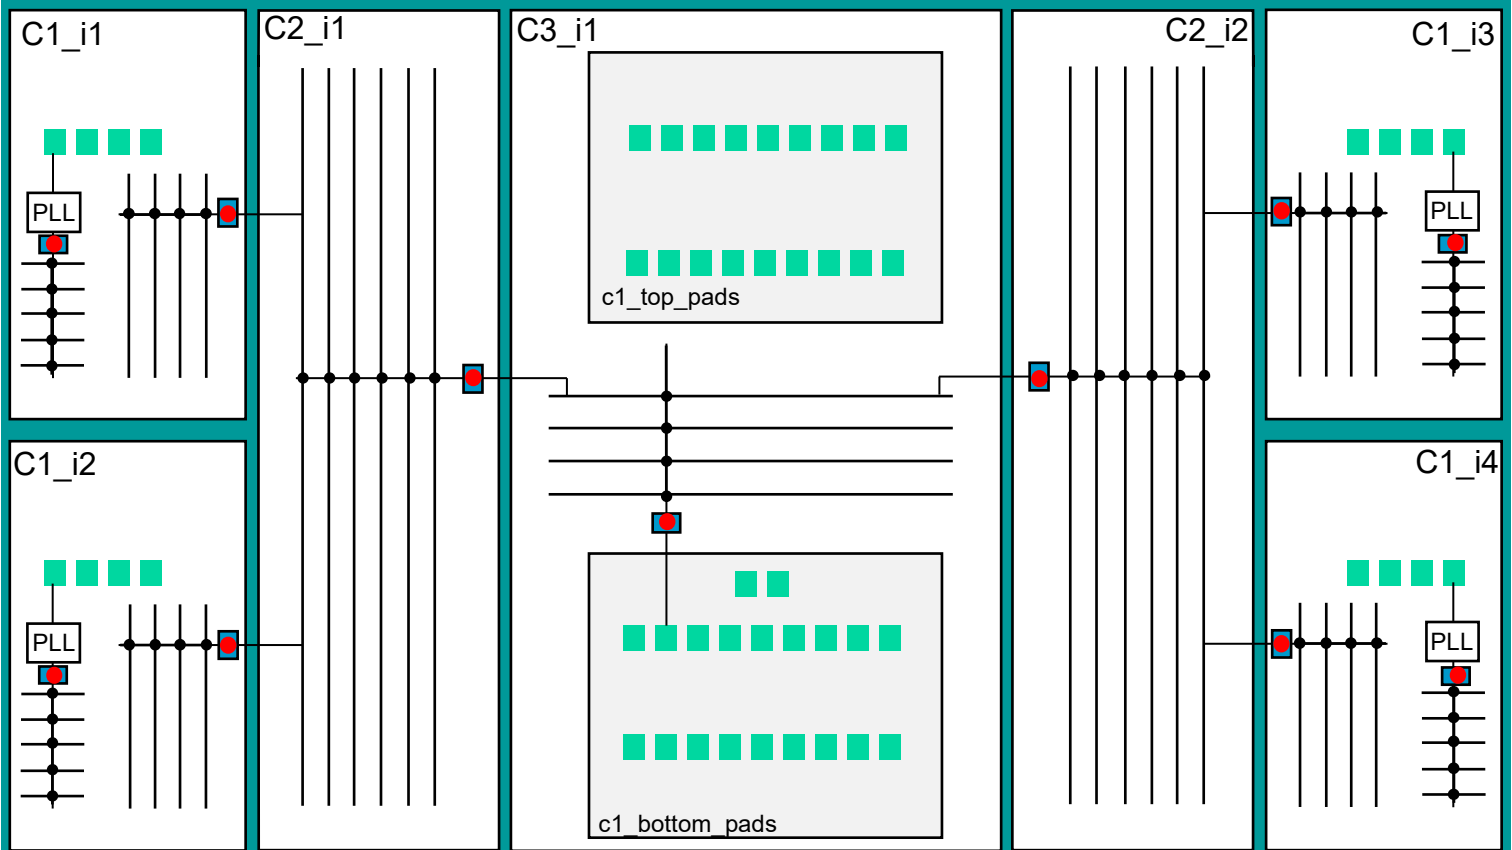 C1_i1
C2_i1
C3_i1
C2_i2
C1_i3
PLL
PLL
c1_top_pads
C1_i2
C1_i4
PLL
PLL
c1_bottom_pads